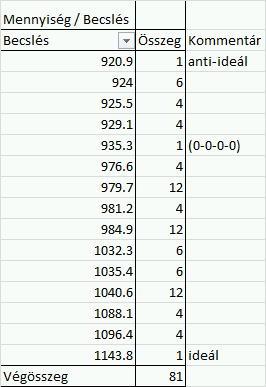 Mennyiség / Becslés
Becslés Összeg Kommentár
920.9 1 anti-ideál
924 6
925.5 4
929.1 4
935.3 1 (0-0-0-0)
976.6 4
979.7 12
981.2 4
984.9 12
1032.3 6
1035.4 6
1040.6 12
1088.1 4
1096.4 4
1143.8 1 ideál
Végösszeg 81